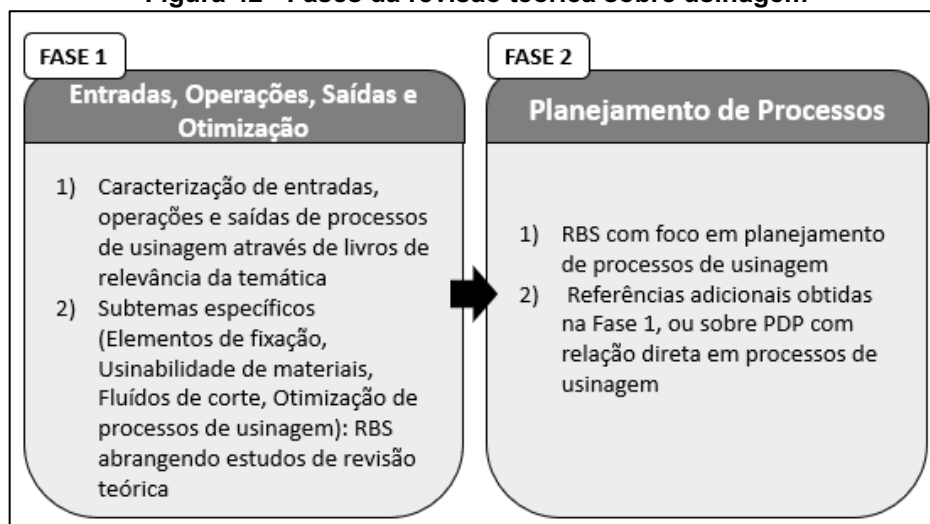 Figura 42 - Fases da revisão teórica sobre usinagem
FASE 1
Entradas, Operações, Saídas e
Otimização
1) Caracterização de entradas,
operações e saídas de processos
de usinagem através de livros de
relevância da temática
2) Subtemas específicos
(Elementos de fixação,
Usinabilidade de materiais,
Fluídos de corte, Otimização de
processos de usinagem): RBS
abrangendo estudos de revisão
teórica
FASE 2
Planejamento de Processos
1) RBS com foco em planejamento
de processos de usinagem
2) Referências adicionais obtidas
na Fase 1, ou sobre PDP com
relação direta em processos de
usinagem